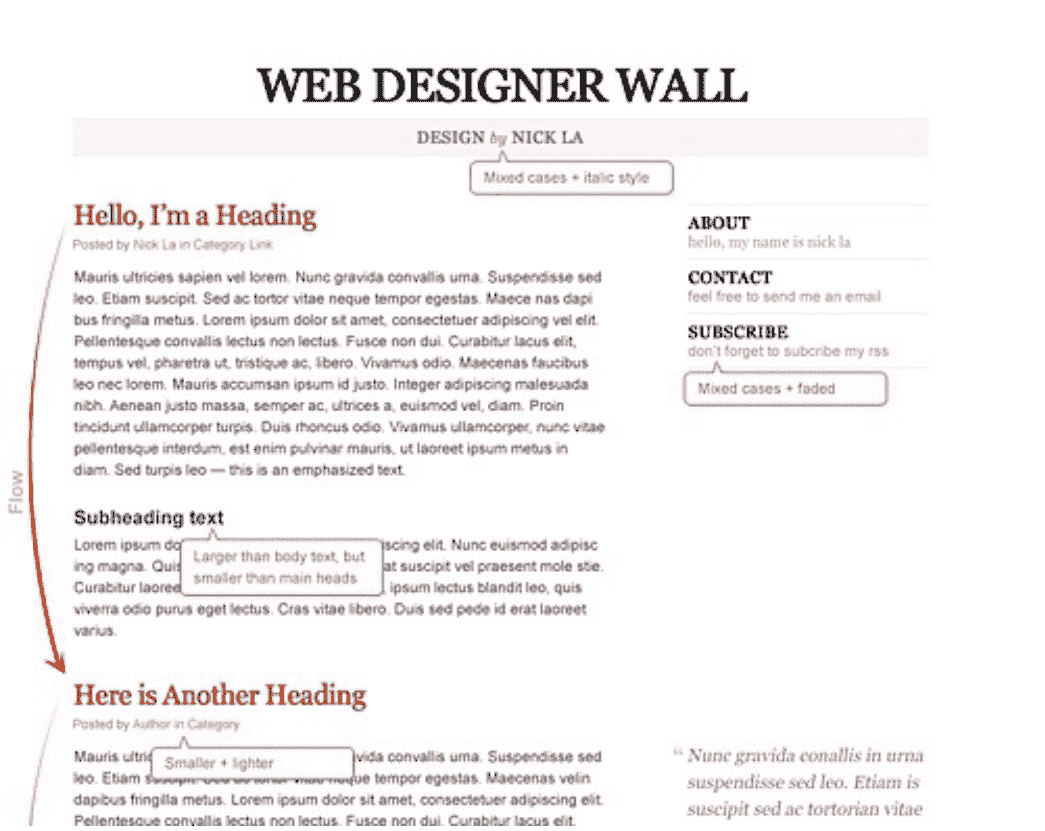 WEB DESIGNER WALL
DESIGN by NICK LA
Mixed cases + italic style
Hello, I'm a Heading
Posted by Nick La in Category Link
Mauris ultricies sapien vel lorem. Nunc gravida convallis urna. Suspendisse sed
leo. Etiam suscipit. Sed ac tortor vitae neque tempor egestas. Maece nas dapi
bus fringilla metus. Lorem ipsum dolor sit amet, consectetuer adipiscing vel elit.
Pellentesque convallis lectus non lectus. Fusce non dui. Curabitur lacus elit,
tempus vel, pharetra ut, tristique ac, libero. Vivamus odio. Maecenas faucibus
leo nec lorem. Mauris accumsan ipsum id justo. Integer adipiscing malesuada
nibh. Aenean justo massa, semper ac, ultrices a, euismod vel, diam. Proin
tincidunt ullamcorper turpis. Duis rhoncus odio. Vivamus ullamcorper, nunc vitae
pellentesque interdum, est enim pulvinar mauris, ut laoreet ipsum metus in
diam. Sed turpis leo — this is an emphasized text.
Flow
Subheading text
Lorem ipsum do
iscing elit. Nunc euismod adipisc
ing magna. Quis
at suscipit vel praesent mole stie.
Larger than body text, but
smaller than main heads
Curabitur laoree
ipsum lectus blandit leo, quis
viverra odio purus eget lectus. Cras vitae libero. Duis sed pede id erat laoreet
varius.
Here is Another Heading
Posted by Author in Category
Mauris ultri
vida convallis urna. Suspendisse sed
Smaller + lighter
leo. Etiam
que tempor egestas. Maecenas velin
dapibus fringilla metus. Lorem ipsum dolor sit amet, consectetuer adipiscing elit.
Pellentesque convallis lectus non lectus. Fusce non dui. Curabitur lacus elit,
ABOUT
hello, my name is nick la
CONTACT
feel free to send me an email
SUBSCRIBE
don't forget to subcribe my rss
Mixed cases + faded
“ Nunc gravida conallis in urna
suspendisse sed leo. Etiam is
suscipit sed ac tortorian vitae